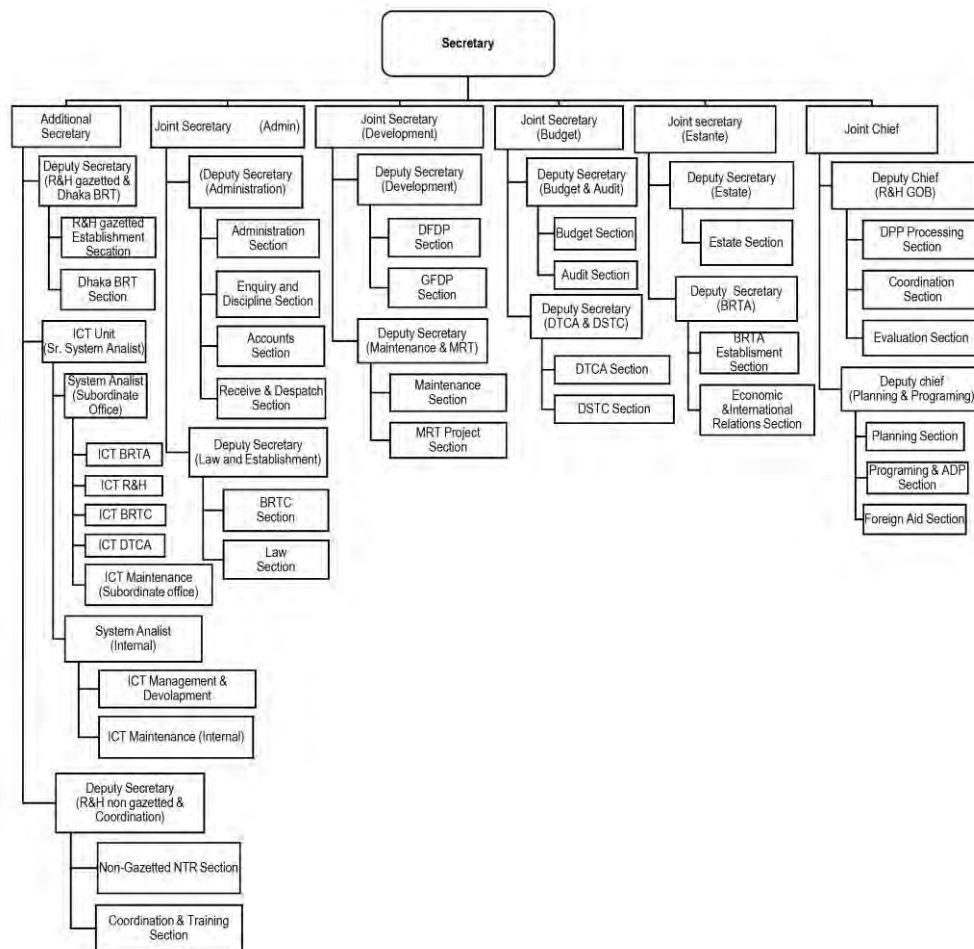 Secretary
Additional
Secretary
Deputy Secretary
(R&H gazetted &
Dhaka BRT)
R&H gazetted
Establishment
Secation
Dhaka BRT
Section
ICT Unit
(Sr. System Analist)
System Analist
(Subordinate
Office)
ICT BRTA
ICT R&H
ICT BRTC
ICT DTCA
ICT Maintenance
(Subordinate office)
System Analist
(Internal)
ICT Management &
Devolapment
ICT Maintenance (Internal)
Deputy Secretary
(R&H non gazetted &
Coordination)
Non-Gazetted NTR Section
Coordination & Training
Section
Joint Secretary (Admin)
(Deputy Secretary
(Administration)
Administration
Section
Enquiry and
Discipline Section
Accounts
Section
Receive & Despatch
Section
Deputy Secretary
(Law and Establishment)
BRTC
Section
Law
Section
Joint Secretary
(Development)
Deputy Secretary
(Development)
DFDP
Section
GFDP
Section
Deputy Secretary
(Maintenance & MRT)
Maintenance
Section
MRT Project
Section
Joint Secretary
(Budget)
Deputy Secretary
(Budget & Audit)
Budget Section
Audit Section
Deputy Secretary
(DTCA & DSTC)
DTCA Section
DSTC Section
Joint secretary
(Estante)
Deputy Secretary
(Estate)
Estate Section
Deputy Secretary
(BRTA)
BRTA
Establisment
Section
Economic
&International
Relations Section
Joint Chief
Deputy Chief
(R&H GOB)
DPP Processing
Section
Coordination
Section
Evaluation Section
Deputy chief
(Planning & Programing)
Planning Section
Programing & ADP
Section
Foreign Aid Section